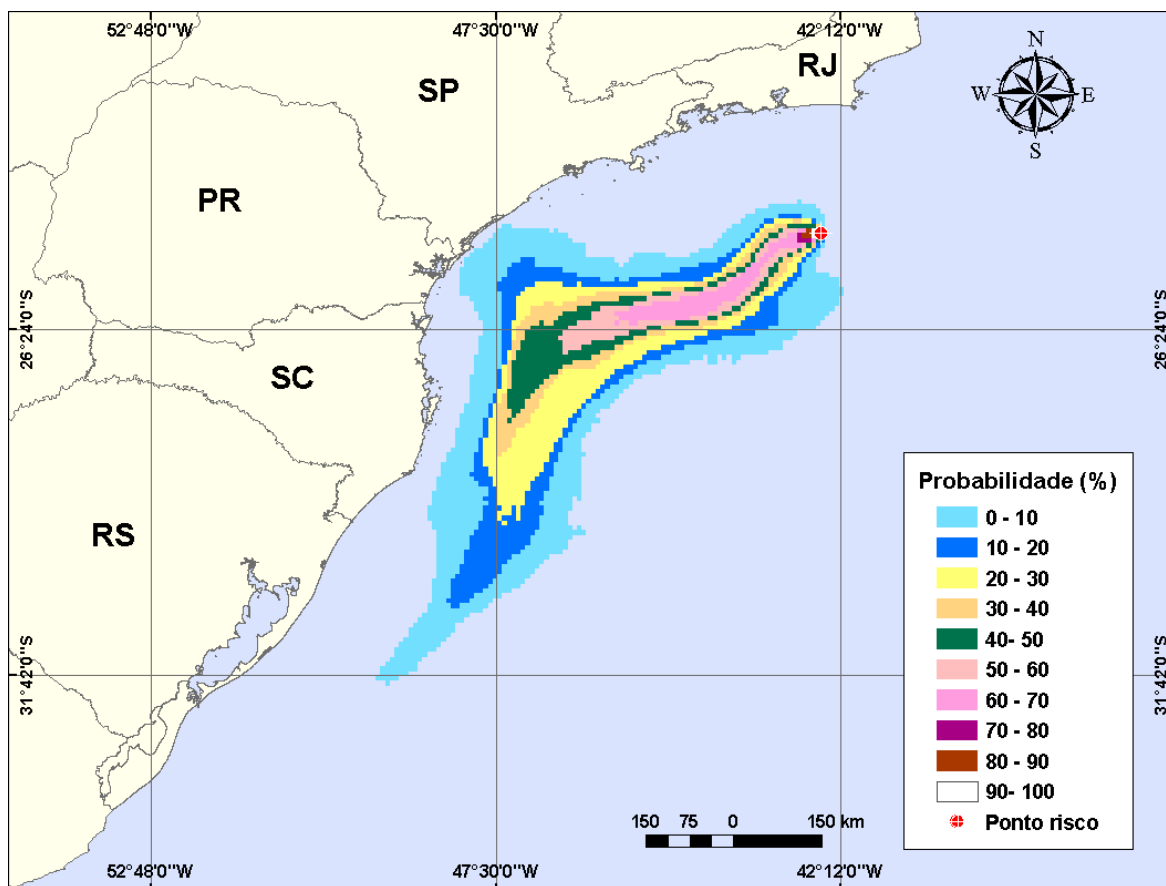 52°48'0"W
47°30'0"W
42°12'0"W
RJ
N
SP
W
E
S
PR
26°24'0"S
26°24'0"S
SC
RS
Probabilidade (%)
0 - 10
10 - 20
20 - 30
30 - 40
40- 50
50 - 60
60 - 70
70 - 80
80 - 90
90- 100
Ponto risco
31°42'0"S
31°42'0"S
150 75 0 150 km
52°48'0"W
47°30'0"W
42°12'0"W